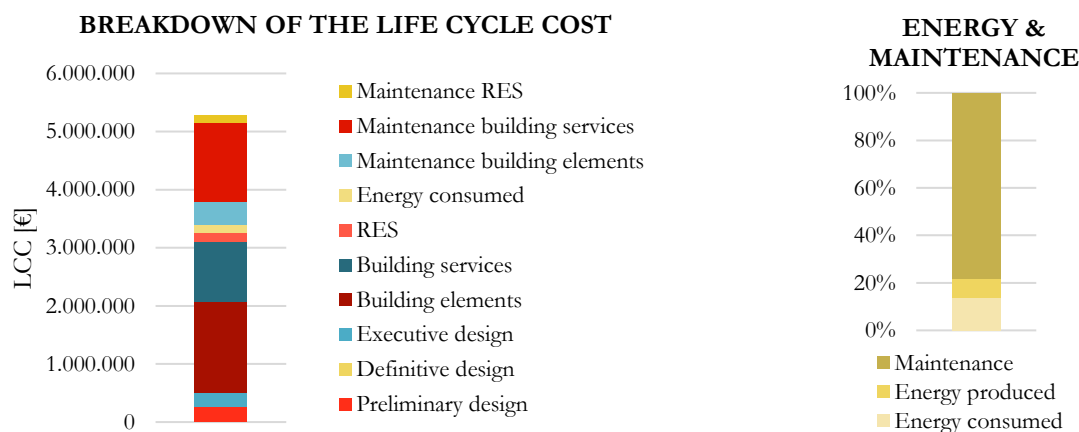 BREAKDOWN OF THE LIFE CYCLE COST
LCC [€]
6.000.000
5.000.000
4.000.000
3.000.000
2.000.000
1.000.000
0
Maintenance RES
Maintenance building services
Maintenance building elements
Energy consumed
RES
Building services
Building elements
Executive design
Definitive design
Preliminary design
ENERGY &
MAINTENANCE
100%
80%
60%
40%
20%
0%
Maintenance
Energy produced
Energy consumed